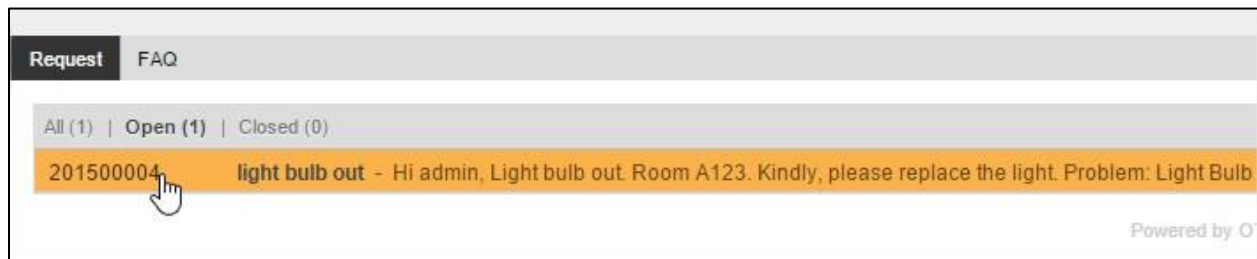 Request FAQ
All (1) | Open (1) | Closed (0)
201500004 light bulb out - Hi admin, Light bulb out. Room A123. Kindly, please replace the light. Problem: Light Bulb
Powered by